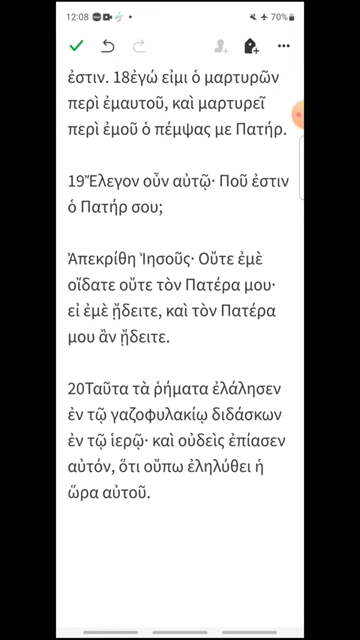 12:08
70%
ἐστιν. 18ἐγώ εἰμι ὁ μαρτυρῶν
περὶ ἐμαυτοῦ, καὶ μαρτυρεῖ
περὶ ἐμοῦ ὁ πέμψας με Πατήρ.
19Ἔλεγον οὖν αὐτῷ· Ποῦ ἐστιν
ὁ Πατήρ σου;
Ἀπεκρίθη Ἰησοῦς· Οὔτε ἐμὲ
οἴδατε οὔτε τὸν Πατέρα μου·
εἰ ἐμὲ ᾔδειτε, καὶ τὸν Πατέρα
μου ἂν ᾔδειτε.
20Ταῦτα τὰ ῥήματα ἐλάλησεν
ἐν τῷ γαζοφυλακίῳ διδάσκων
ἐν τῷ ἱερῷ· καὶ οὐδεὶς ἐπίασεν
αὐτόν, ὅτι οὔπω ἐληλύθει ἡ
ὥρα αὐτοῦ.